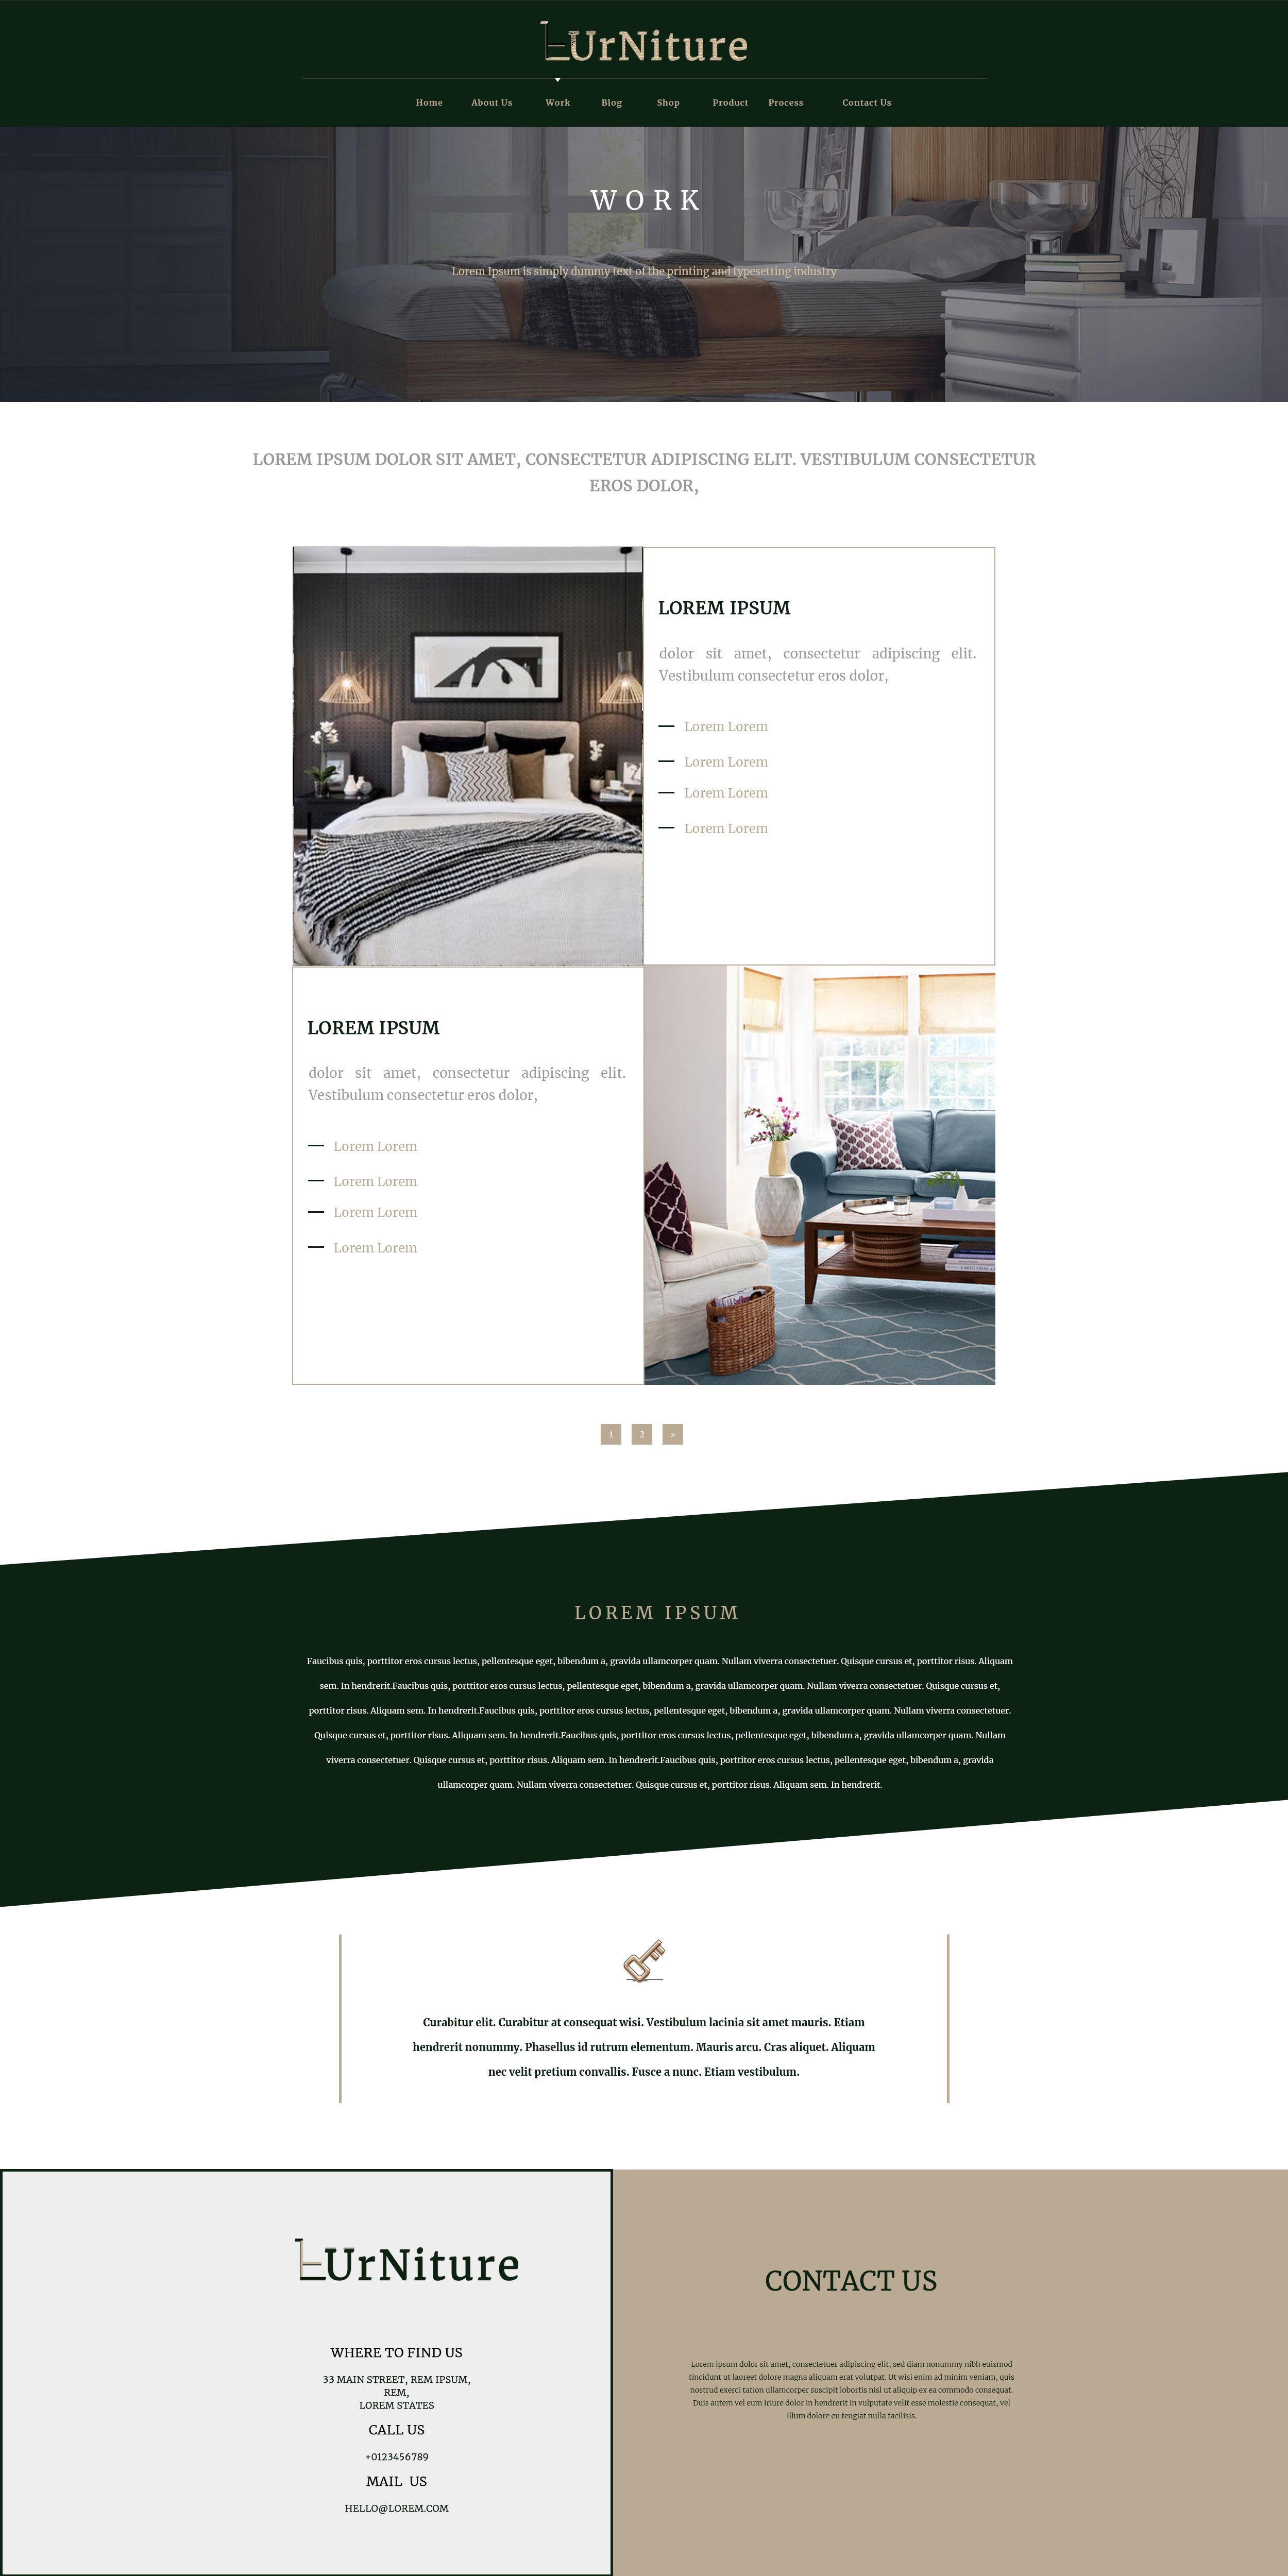 UrNiture
Home About Us Work Blog Shop Product Process Contact Us
WORK
Lorem Ipsum is simply dummy text of the printing and typesetting industry
LOREM IPSUM DOLOR SIT AMET, CONSECTETUR ADIPISCING ELIT. VESTIBULUM CONSECTETUR
EROS DOLOR,
LOREM IPSUM
dolor sit amet, consectetur adipiscing elit.
Vestibulum consectetur eros dolor,
Lorem Lorem
Lorem Lorem
Lorem Lorem
Lorem Lorem
LOREM IPSUM
dolor sit amet, consectetur adipiscing elit.
Vestibulum consectetur eros dolor,
Lorem Lorem
Lorem Lorem
Lorem Lorem
Lorem Lorem
1 2 >
LOREM IPSUM
Faucibus quis, porttitor eros cursus lectus, pellentesque eget, bibendum a, gravida ullamcorper quam. Nullam viverra consectetuer. Quisque cursus et, porttitor risus. Aliquam
sem. In hendrerit.Faucibus quis, porttitor eros cursus lectus, pellentesque eget, bibendum a, gravida ullamcorper quam. Nullam viverra consectetuer. Quisque cursus et,
porttitor risus. Aliquam sem. In hendrerit.Faucibus quis, porttitor eros cursus lectus, pellentesque eget, bibendum a, gravida ullamcorper quam. Nullam viverra consectetuer.
Quisque cursus et, porttitor risus. Aliquam sem. In hendrerit.Faucibus quis, porttitor eros cursus lectus, pellentesque eget, bibendum a, gravida ullamcorper quam. Nullam
viverra consectetuer. Quisque cursus et, porttitor risus. Aliquam sem. In hendrerit.Faucibus quis, porttitor eros cursus lectus, pellentesque eget, bibendum a, gravida
ullamcorper quam. Nullam viverra consectetuer. Quisque cursus et, porttitor risus. Aliquam sem. In hendrerit.
Curabitur elit. Curabitur at consequat wisi. Vestibulum lacinia sit amet mauris. Etiam
hendrerit nonummy. Phasellus id rutrum elementum. Mauris arcu. Cras aliquet. Aliquam
nec velit pretium convallis. Fusce a nunc. Etiam vestibulum.
UrNiture
WHERE TO FIND US
33 MAIN STREET, REM IPSUM,
REM,
LOREM STATES
CALL US
+0123456789
MAIL US
HELLO@LOREM.COM
CONTACT US
Lorem ipsum dolor sit amet, consectetuer adipiscing elit, sed diam nonummy nibh euismod
tincidunt ut laoreet dolore magna aliquam erat volutpat. Ut wisi enim ad minim veniam, quis
nostrud exerci tation ullamcorper suscipit lobortis nisl ut aliquip ex ea commodo consequat.
Duis autem vel eum iriure dolor in hendrerit in vulputate velit esse molestie consequat, vel
illum dolore eu feugiat nulla facilisis.